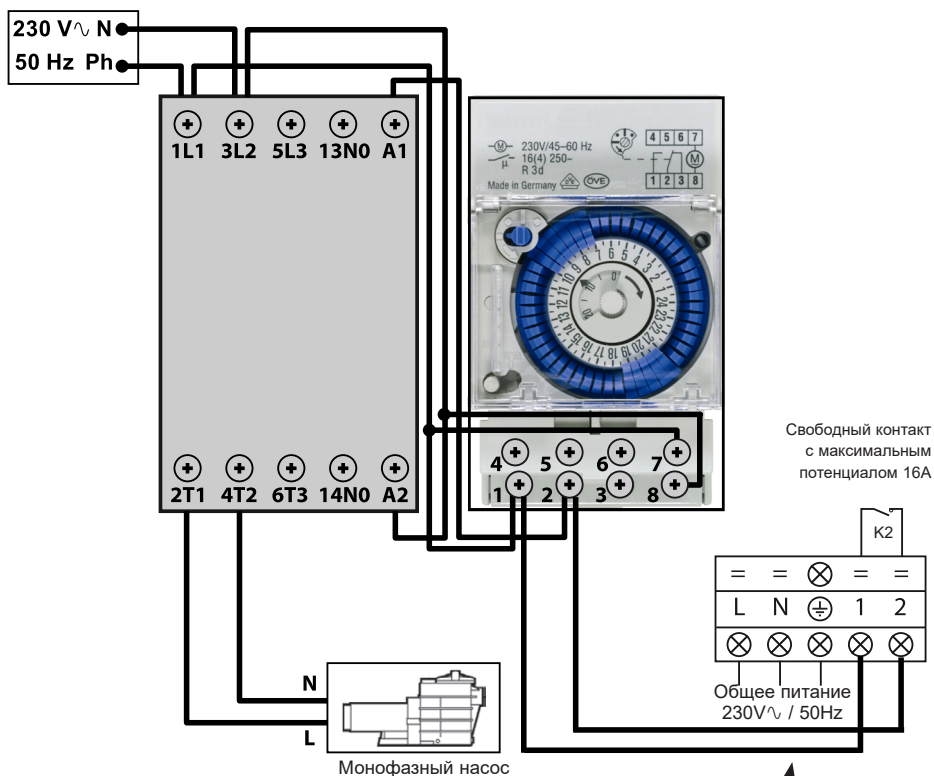 230 V∿ N
50 Hz Ph
1L1 3L2 5L3 13N0 A1
2T1 4T2 6T3 14N0 A2
230V/45–60 Hz
16(4) 250~
μ
R 3d
Made in Germany
ÖVE
M
4 5 6 7
M
1 2 3 8
4 5 6 7
1 2 3 8
Свободный контакт
с максимальным
потенциалом 16A
K2
= = = =
L N 1 2
Общее питание
230V∿ / 50Hz
N
L
Монофазный насос